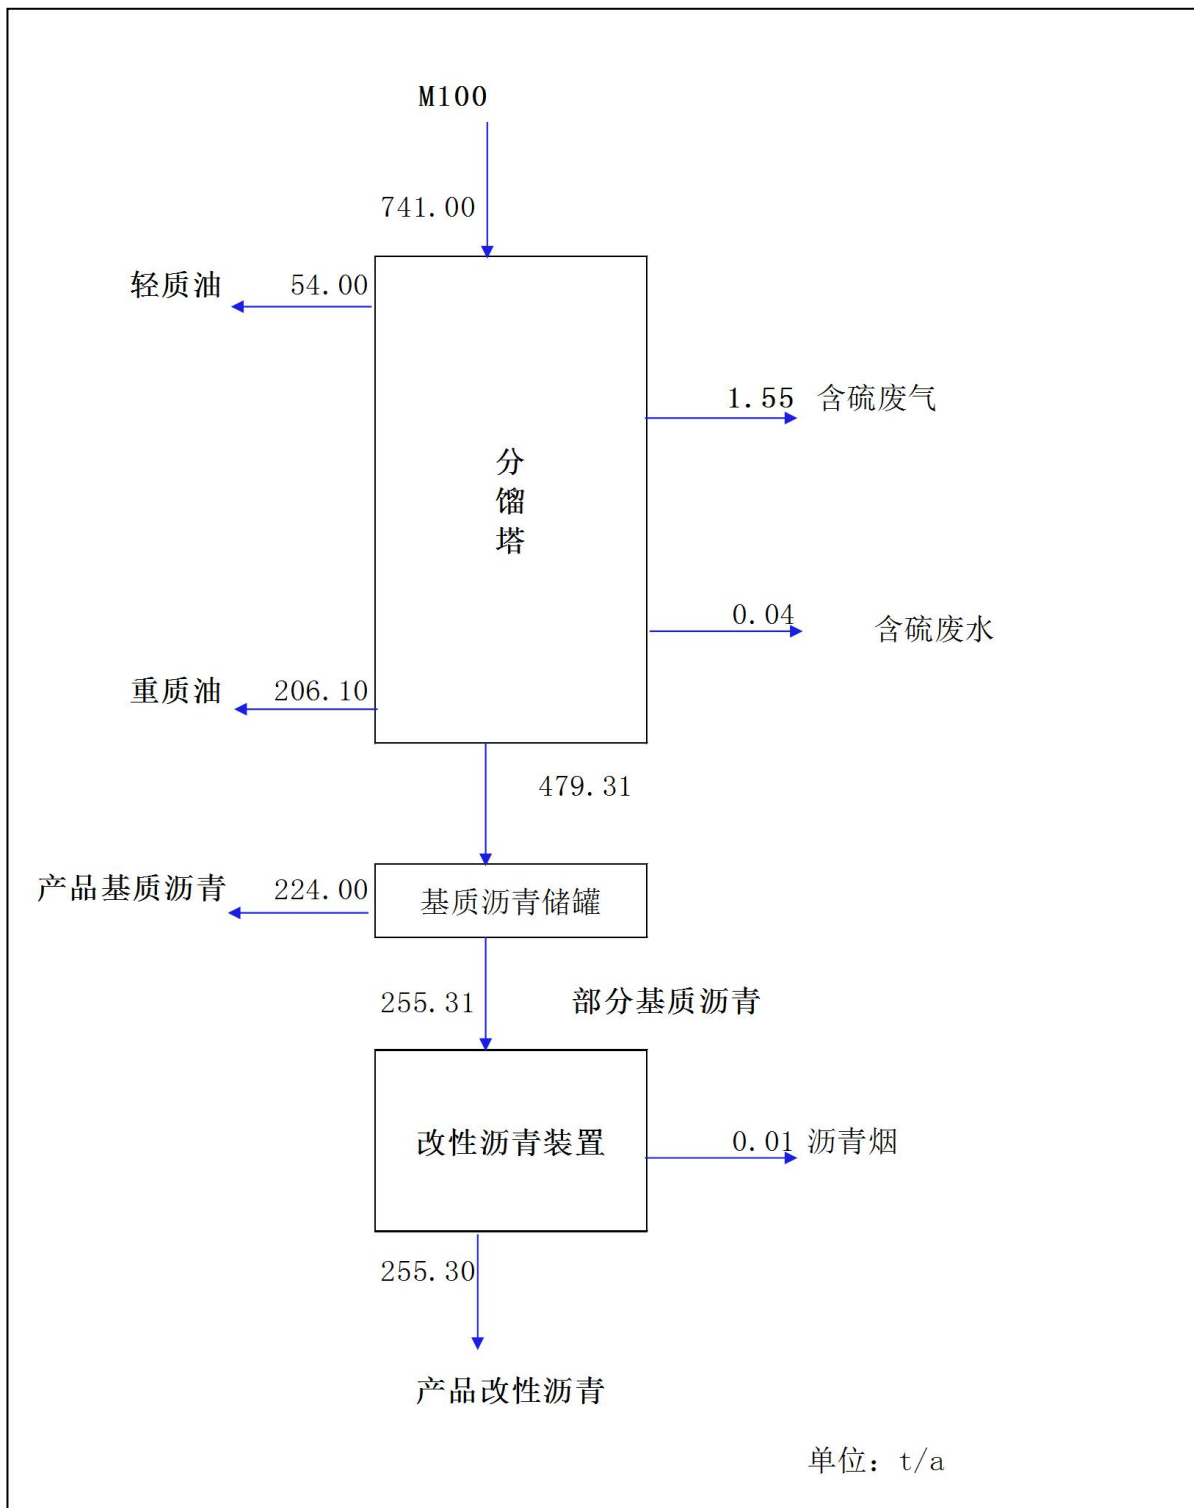 M100
741.00
轻质油
54.00
1.55
含硫废气
分
馏
塔
0.04
含硫废水
重质油
206.10
479.31
产品基质沥青
224.00
基质沥青储罐
255.31
部分基质沥青
改性沥青装置
0.01
沥青烟
255.30
产品改性沥青
单位：t/a